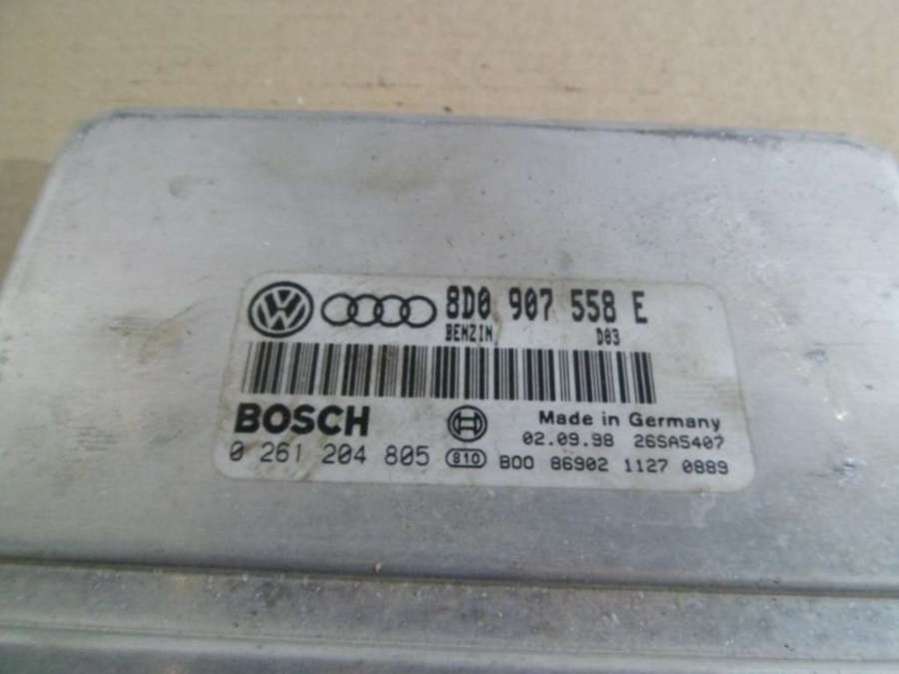 8D0 907 558 E
BENZIN D03
BOSCH
Made in Germany
02.09.98 26SA5407
0 261 204 805 810 B00 86902 1127 0889